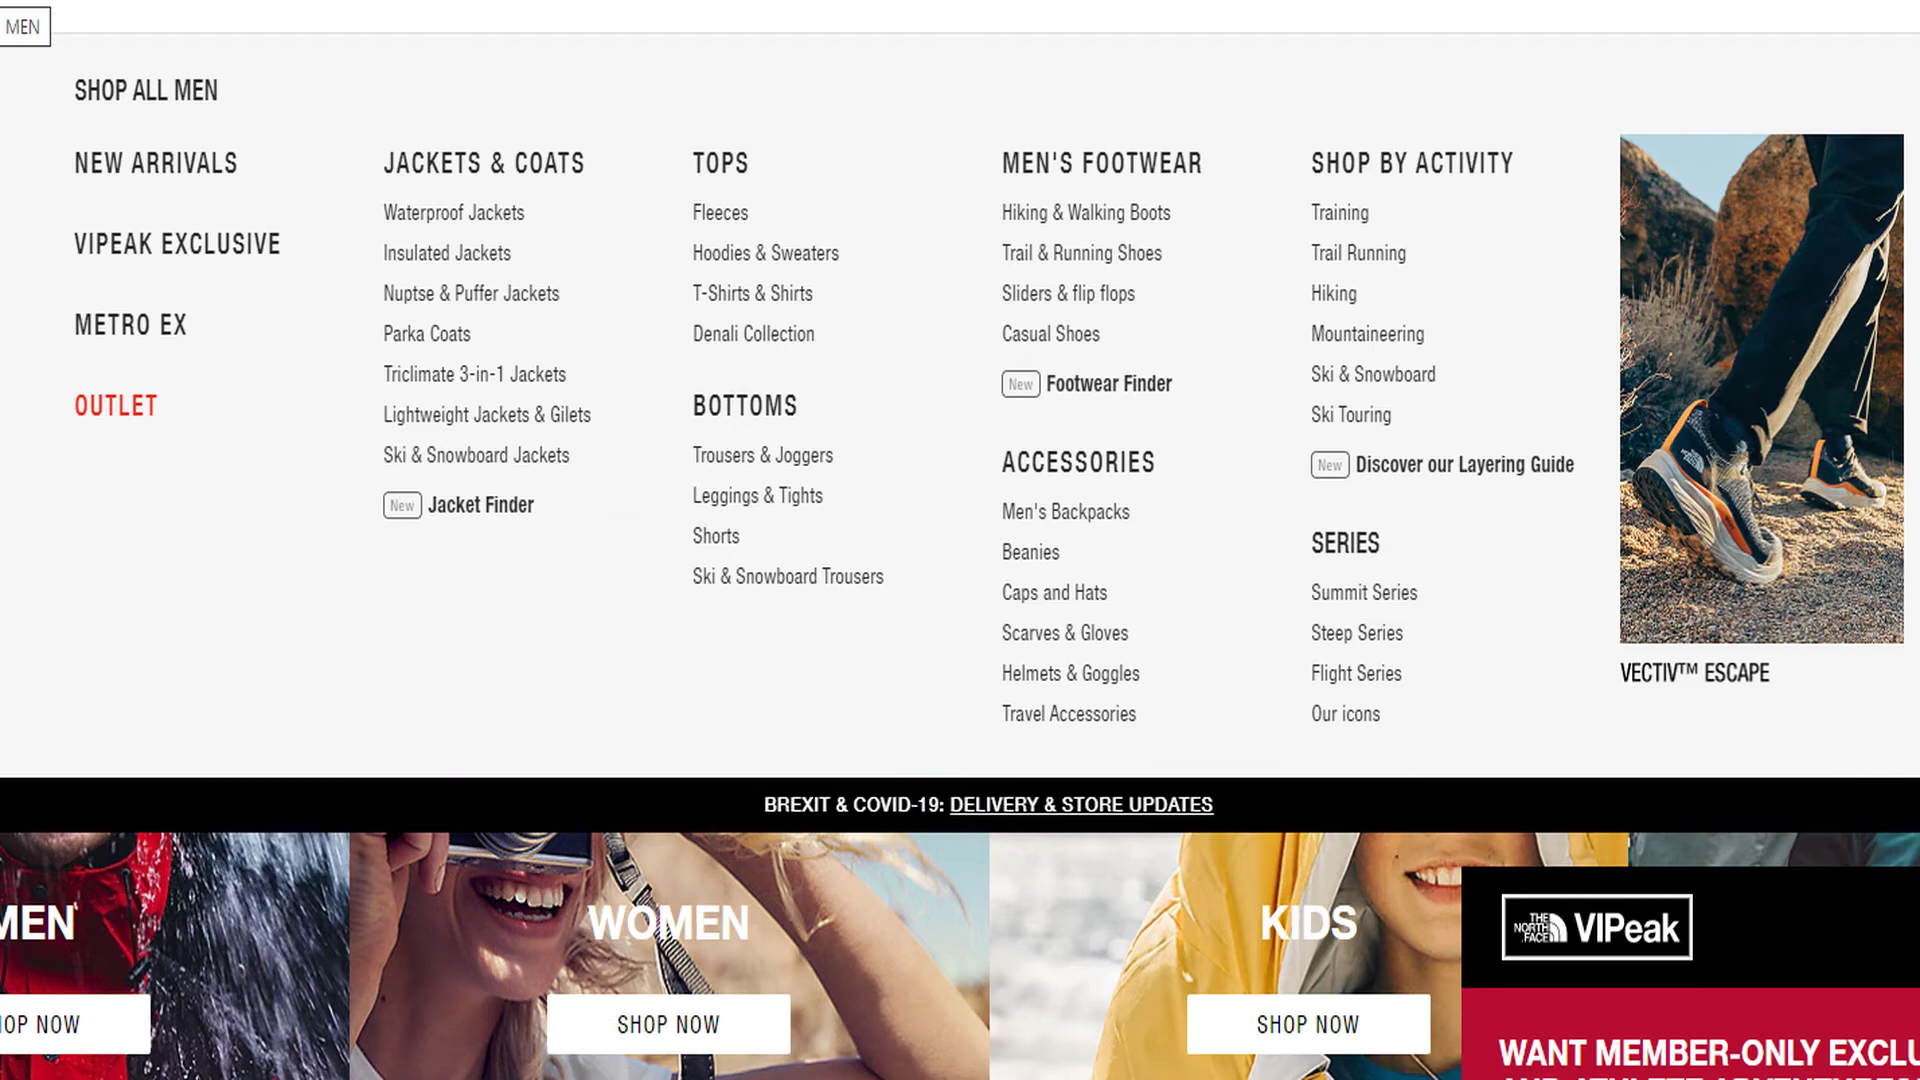 MEN
SHOP ALL MEN
NEW ARRIVALS
VIPEAK EXCLUSIVE
METRO EX
OUTLET
JACKETS & COATS
Waterproof Jackets
Insulated Jackets
Nuptse & Puffer Jackets
Parka Coats
Triclimate 3-in-1 Jackets
Lightweight Jackets & Gilets
Ski & Snowboard Jackets
New Jacket Finder
TOPS
Fleeces
Hoodies & Sweaters
T-Shirts & Shirts
Denali Collection
BOTTOMS
Trousers & Joggers
Leggings & Tights
Shorts
Ski & Snowboard Trousers
MEN'S FOOTWEAR
Hiking & Walking Boots
Trail & Running Shoes
Sliders & flip flops
Casual Shoes
New Footwear Finder
ACCESSORIES
Men's Backpacks
Beanies
Caps and Hats
Scarves & Gloves
Helmets & Goggles
Travel Accessories
SHOP BY ACTIVITY
Training
Trail Running
Hiking
Mountaineering
Ski & Snowboard
Ski Touring
New Discover our Layering Guide
SERIES
Summit Series
Steep Series
Flight Series
Our icons
VECTIV™ ESCAPE
BREXIT & COVID-19: DELIVERY & STORE UPDATES
MEN
OP NOW
WOMEN
SHOP NOW
KIDS
SHOP NOW
THE
NORTH
FACE
VIPeak
WANT MEMBER-ONLY EXCLU